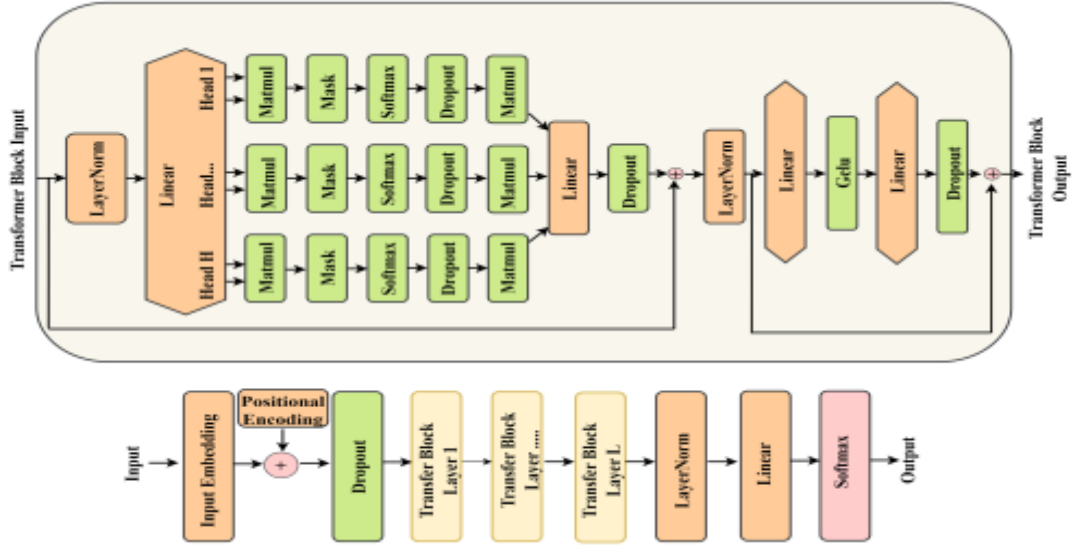 Transformer Block Input
LayerNorm
Linear
Head H
Head...
Head 1
Matmul
Matmul
Matmul
Mask
Mask
Mask
Softmax
Softmax
Softmax
Dropout
Dropout
Dropout
Matmul
Matmul
Matmul
Linear
Dropout
LayerNorm
Linear
Gelu
Linear
Dropout
Transformer Block
Output
Input
Input Embedding
Positional
Encoding
+
Dropout
Transfer Block
Layer 1
Transfer Block
Layer .....
Transfer Block
Layer L
LayerNorm
Linear
Softmax
Output